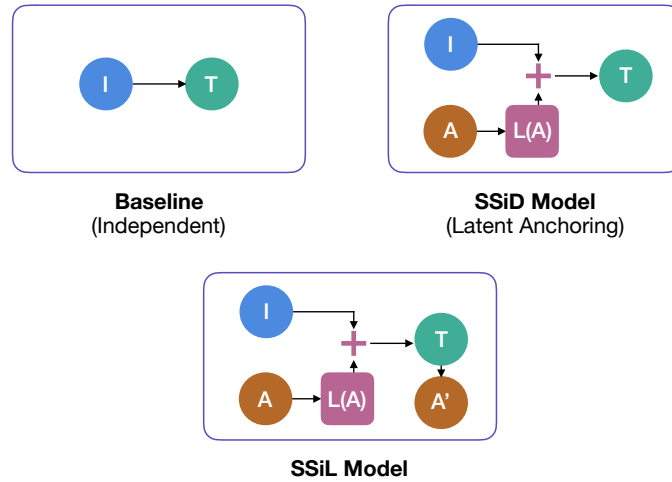 I
T
Baseline
(Independent)
I
+
T
A
L(A)
SSiD Model
(Latent Anchoring)
I
+
T
A
L(A)
A'
SSiL Model